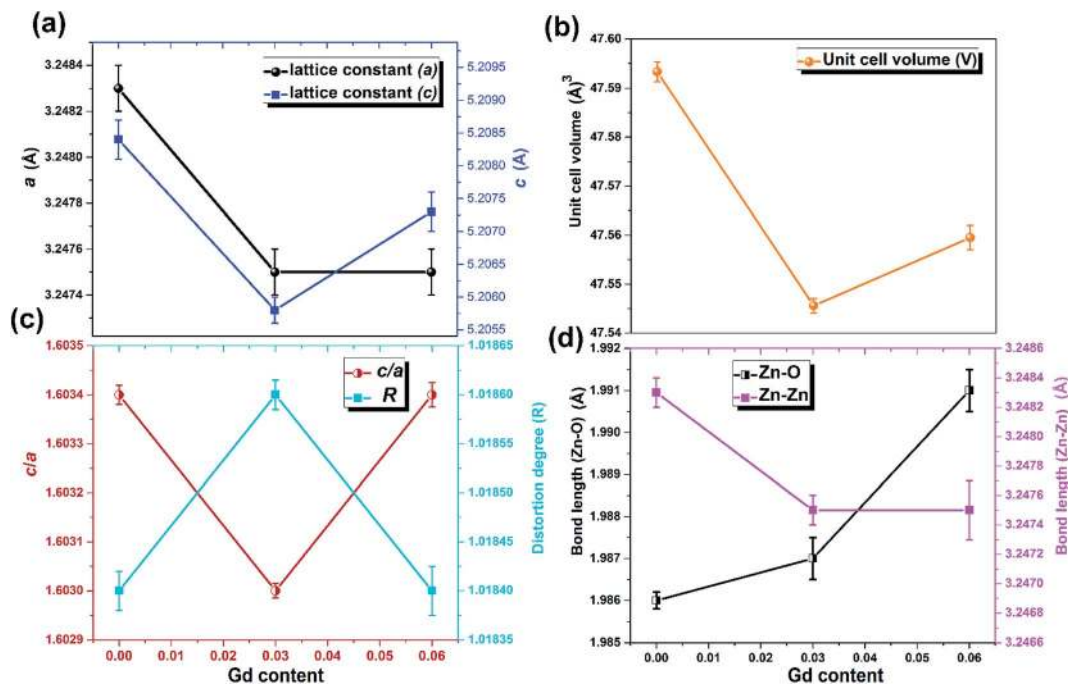 (a)
3.2484
3.2482
3.2480
3.2478
3.2476
3.2474
a (Å)
lattice constant (a)
lattice constant (c)
5.2095
5.2090
5.2085
5.2080
5.2075
5.2070
5.2065
5.2060
5.2055
c (Å)
(b)
47.60
47.59
47.58
47.57
47.56
47.55
47.54
Unit cell volume (Å)3
Unit cell volume (V)
(c)
1.6035
1.6034
1.6033
1.6032
1.6031
1.6030
1.6029
c/a
c/a
R
1.01865
1.01860
1.01855
1.01850
1.01845
1.01840
1.01835
Distortion degree (R)
0.00 0.01 0.02 0.03 0.04 0.05 0.06
Gd content
(d)
1.992
1.991
1.990
1.989
1.988
1.987
1.986
1.985
Bond length (Zn-O) (Å)
Zn-O
Zn-Zn
3.2486
3.2484
3.2482
3.2480
3.2478
3.2476
3.2474
3.2472
3.2470
3.2468
3.2466
Bond length (Zn-Zn) (Å)
0.00 0.01 0.02 0.03 0.04 0.05 0.06
Gd content